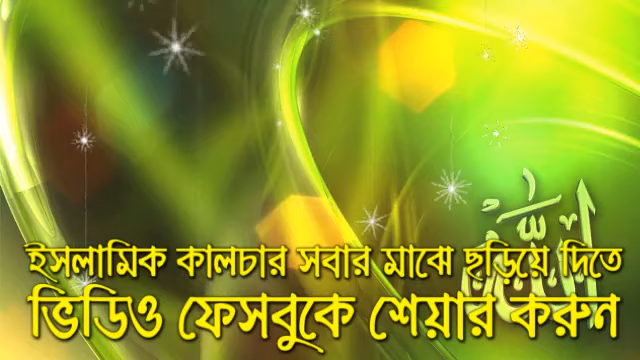 الله
ইসলামিক কালচার সবার মাঝে ছড়িয়ে দিতে
ভিডিও ফেসবুকে শেয়ার করুন